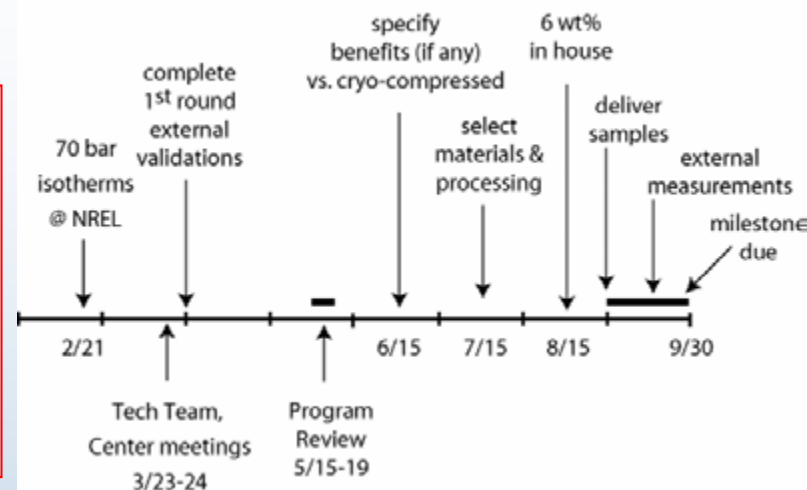 70 bar
isotherms
@ NREL
complete
1st round
external
validations
specify
benefits (if any)
vs. cryo-compressed
select
materials &
processing
6 wt%
in house
deliver
samples
external
measurements
milestone
due
2/21
6/15
7/15
8/15
9/30
Tech Team,
Center meetings
3/23-24
Program
Review
5/15-19